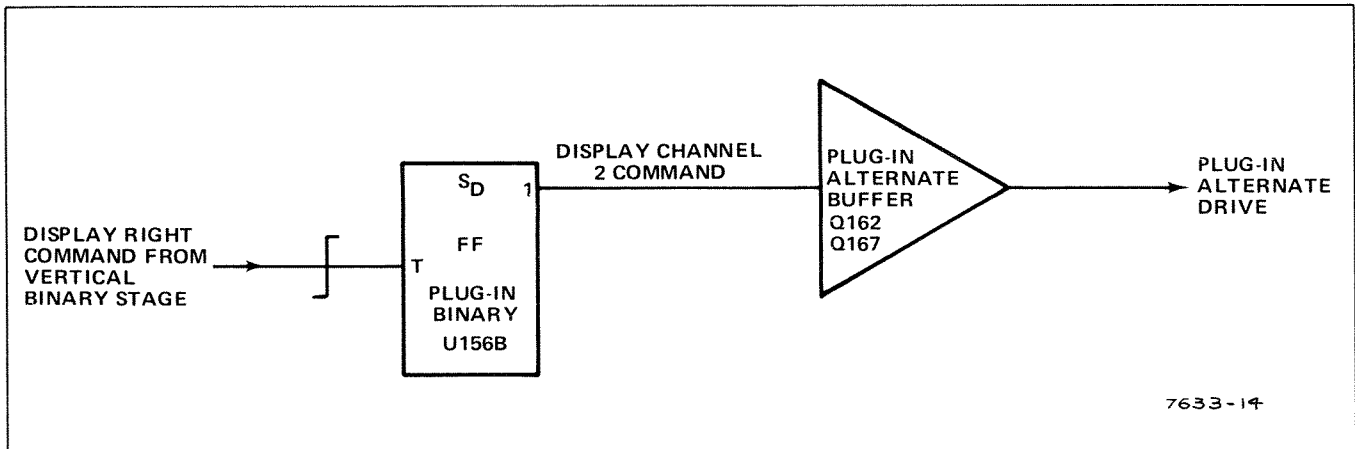 DISPLAY RIGHT
COMMAND FROM
VERTICAL
BINARY STAGE
T
S_D
1
FF
PLUG-IN
BINARY
U156B
DISPLAY CHANNEL
2 COMMAND
PLUG-IN
ALTERNATE
BUFFER
Q162
Q167
PLUG-IN
ALTERNATE
DRIVE
7633-14